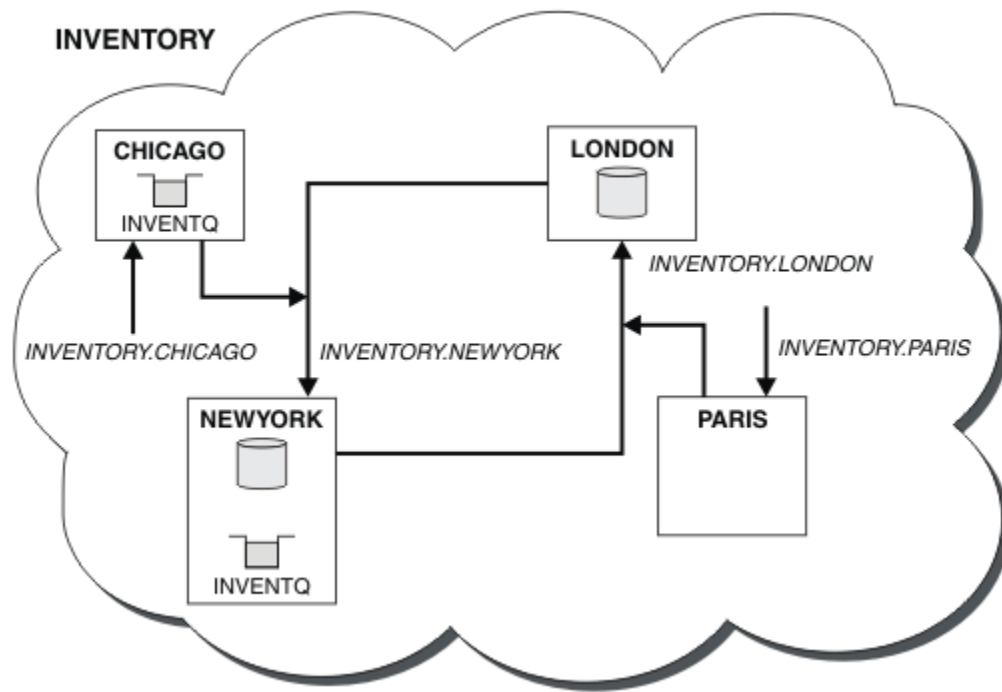 INVENTORY
CHICAGO
INVENTQ
LONDON
INVENTORY.LONDON
INVENTORY.CHICAGO
INVENTORY.NEWYORK
INVENTORY.PARIS
NEWYORK
INVENTQ
PARIS